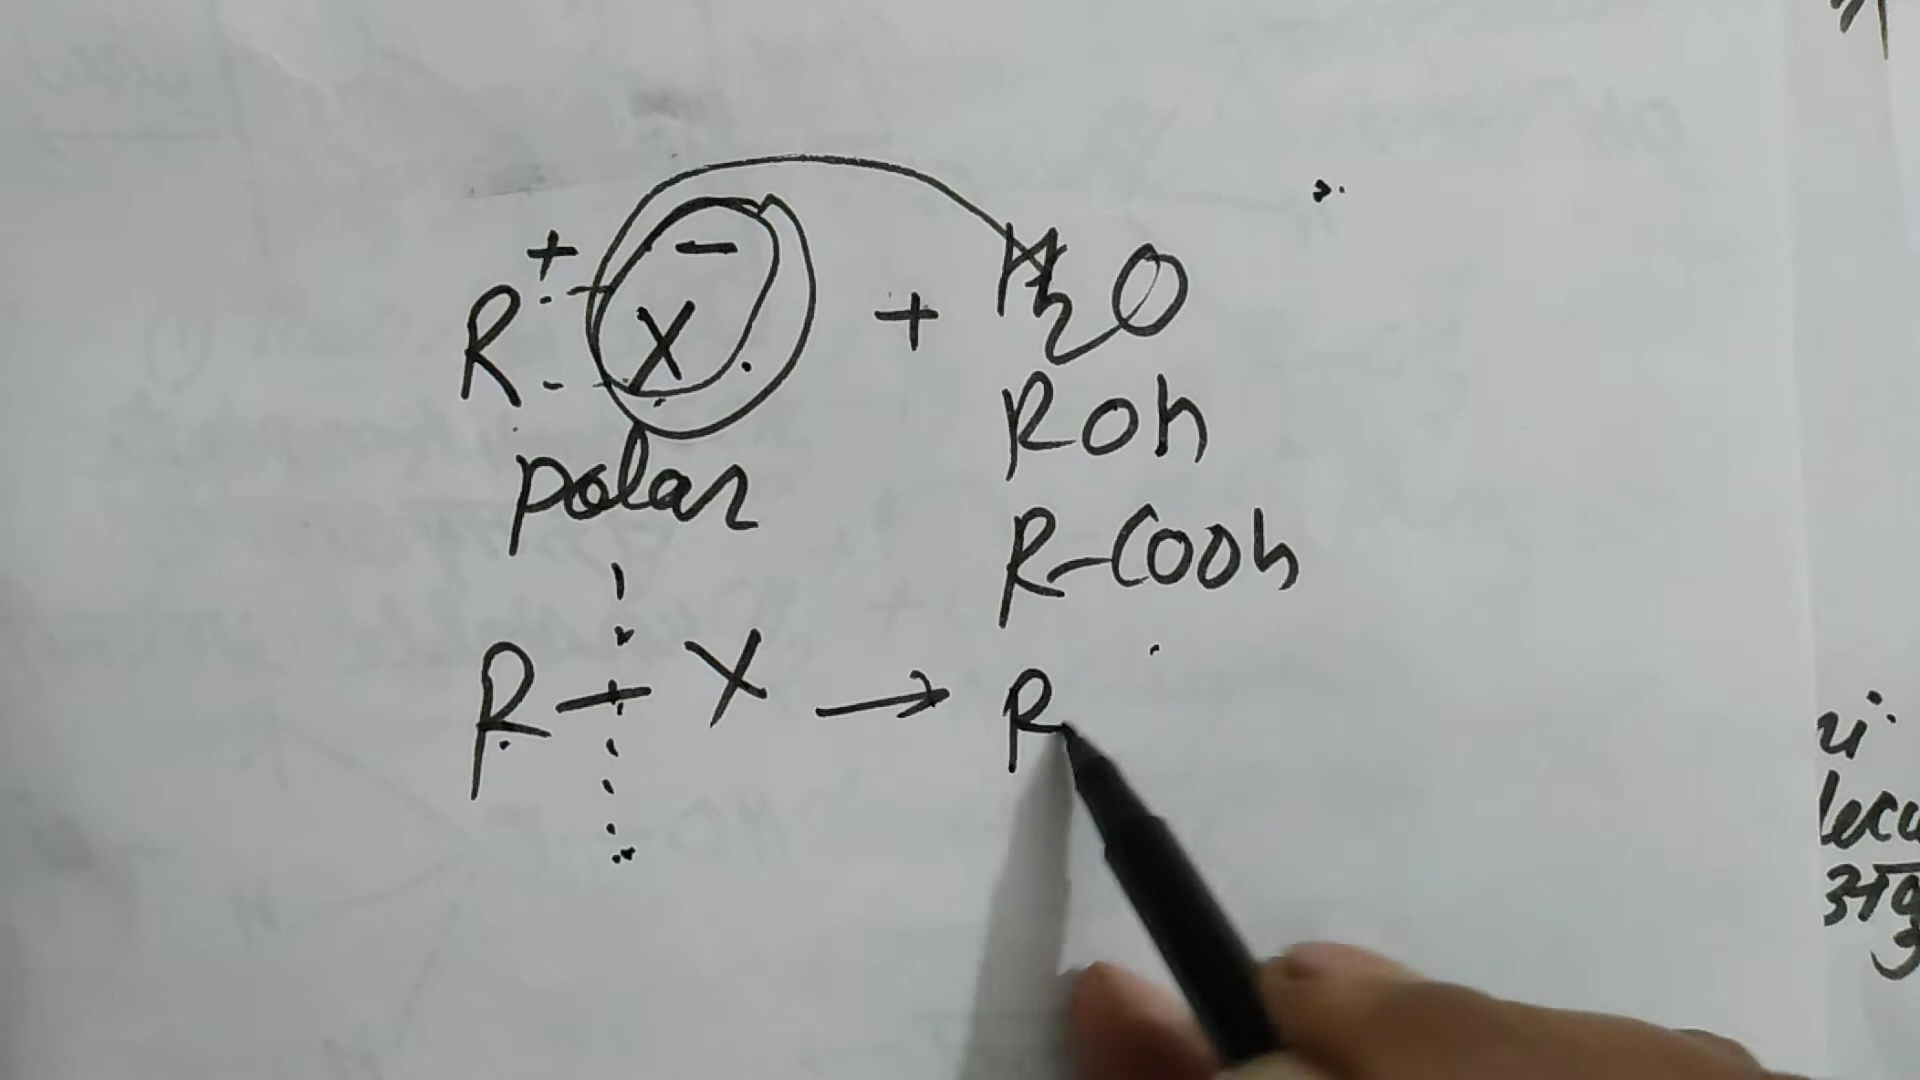 + −
R X + H2O
polar Roh
R-Cooh
R — X → R